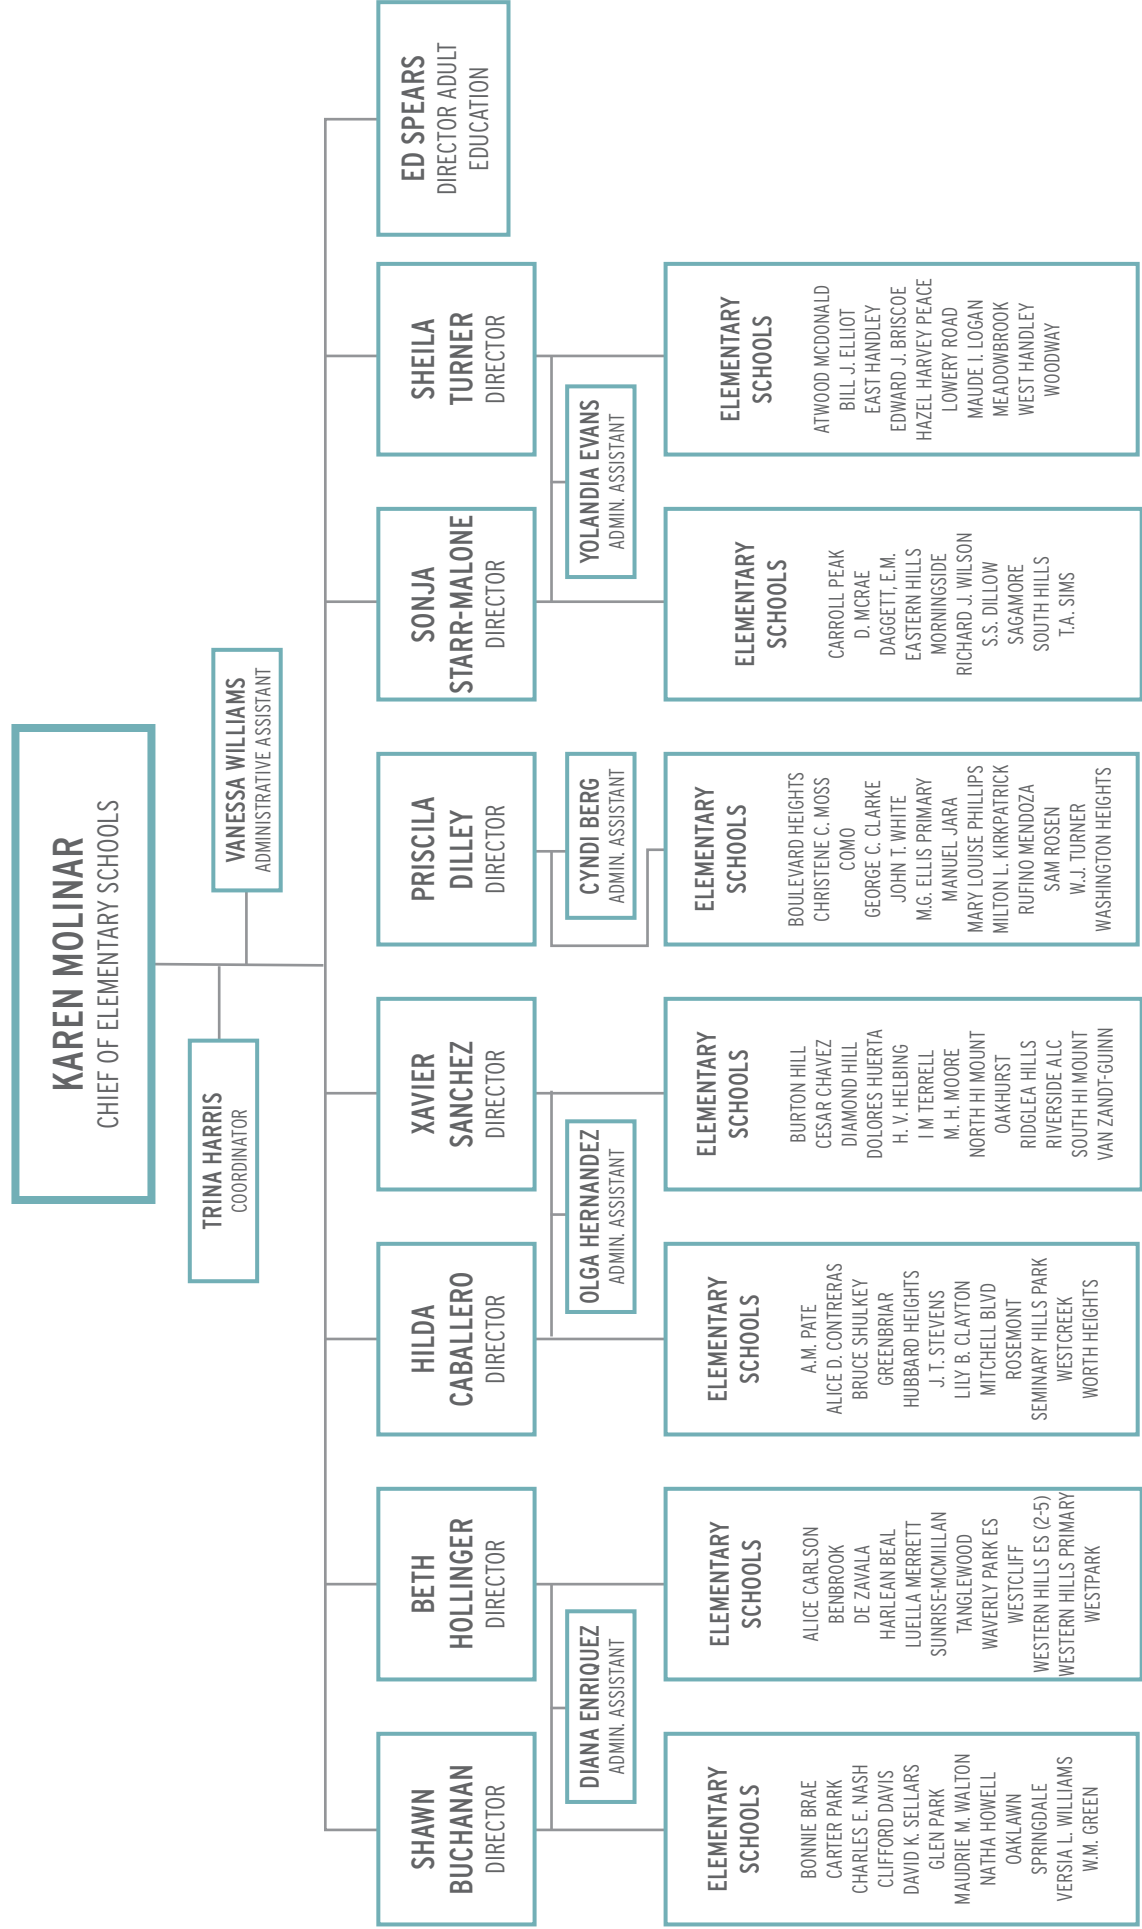 KAREN MOLINAR
CHIEF OF ELEMENTARY SCHOOLS
TRINA HARRIS
COORDINATOR
VANESSA WILLIAMS
ADMINISTRATIVE ASSISTANT
SHAWN
BUCHANAN
DIRECTOR
BETH
HOLLINGER
DIRECTOR
HILDA
CABALLERO
DIRECTOR
XAVIER
SANCHEZ
DIRECTOR
PRISCILA
DILLEY
DIRECTOR
SONJA
STARR-MALONE
DIRECTOR
SHEILA
TURNER
DIRECTOR
ED SPEARS
DIRECTOR ADULT
EDUCATION
DIANA ENRIQUEZ
ADMIN. ASSISTANT
OLGA HERNANDEZ
ADMIN. ASSISTANT
CYNDI BERG
ADMIN. ASSISTANT
YOLANDIA EVANS
ADMIN. ASSISTANT
ELEMENTARY
SCHOOLS
BONNIE BRAE
CARTER PARK
CHARLES E. NASH
CLIFFORD DAVIS
DAVID K. SELLARS
GLEN PARK
MAUDRIE M. WALTON
NATHA HOWELL
OAKLAWN
SPRINGDALE
VERSIA L. WILLIAMS
W.M. GREEN
ELEMENTARY
SCHOOLS
ALICE CARLSON
BENBROOK
DE ZAVALA
HARLEAN BEAL
LUELLA MERRETT
SUNRISE-MCMILLAN
TANGLEWOOD
WAVERLY PARK ES
WESTCLIFF
WESTERN HILLS ES (2-5)
WESTERN HILLS PRIMARY
WESTPARK
ELEMENTARY
SCHOOLS
A.M. PATE
ALICE D. CONTRERAS
BRUCE SHULKEY
GREENBRIAR
HUBBARD HEIGHTS
J. T. STEVENS
LILY B. CLAYTON
MITCHELL BLVD
ROSEMONT
SEMINARY HILLS PARK
WESTCREEK
WORTH HEIGHTS
ELEMENTARY
SCHOOLS
BURTON HILL
CESAR CHAVEZ
DIAMOND HILL
DOLORES HUERTA
H. V. HELBING
I M TERRELL
M. H. MOORE
NORTH HI MOUNT
OAKHURST
RIDGLEA HILLS
RIVERSIDE ALC
SOUTH HI MOUNT
VAN ZANDT-GUINN
ELEMENTARY
SCHOOLS
BOULEVARD HEIGHTS
CHRISTENE C. MOSS
COMO
GEORGE C. CLARKE
JOHN T. WHITE
M.G. ELLIS PRIMARY
MANUEL JARA
MARY LOUISE PHILLIPS
MILTON L. KIRKPATRICK
RUFINO MENDOZA
SAM ROSEN
W.J. TURNER
WASHINGTON HEIGHTS
ELEMENTARY
SCHOOLS
CARROLL PEAK
D. MCRAE
DAGGETT, E.M.
EASTERN HILLS
MORNINGSIDE
RICHARD J. WILSON
S.S. DILLOW
SAGAMORE
SOUTH HILLS
T.A. SIMS
ELEMENTARY
SCHOOLS
ATWOOD MCDONALD
BILL J. ELLIOT
EAST HANDLEY
EDWARD J. BRISCOE
HAZEL HARVEY PEACE
LOWERY ROAD
MAUDE I. LOGAN
MEADOWBROOK
WEST HANDLEY
WOODWAY